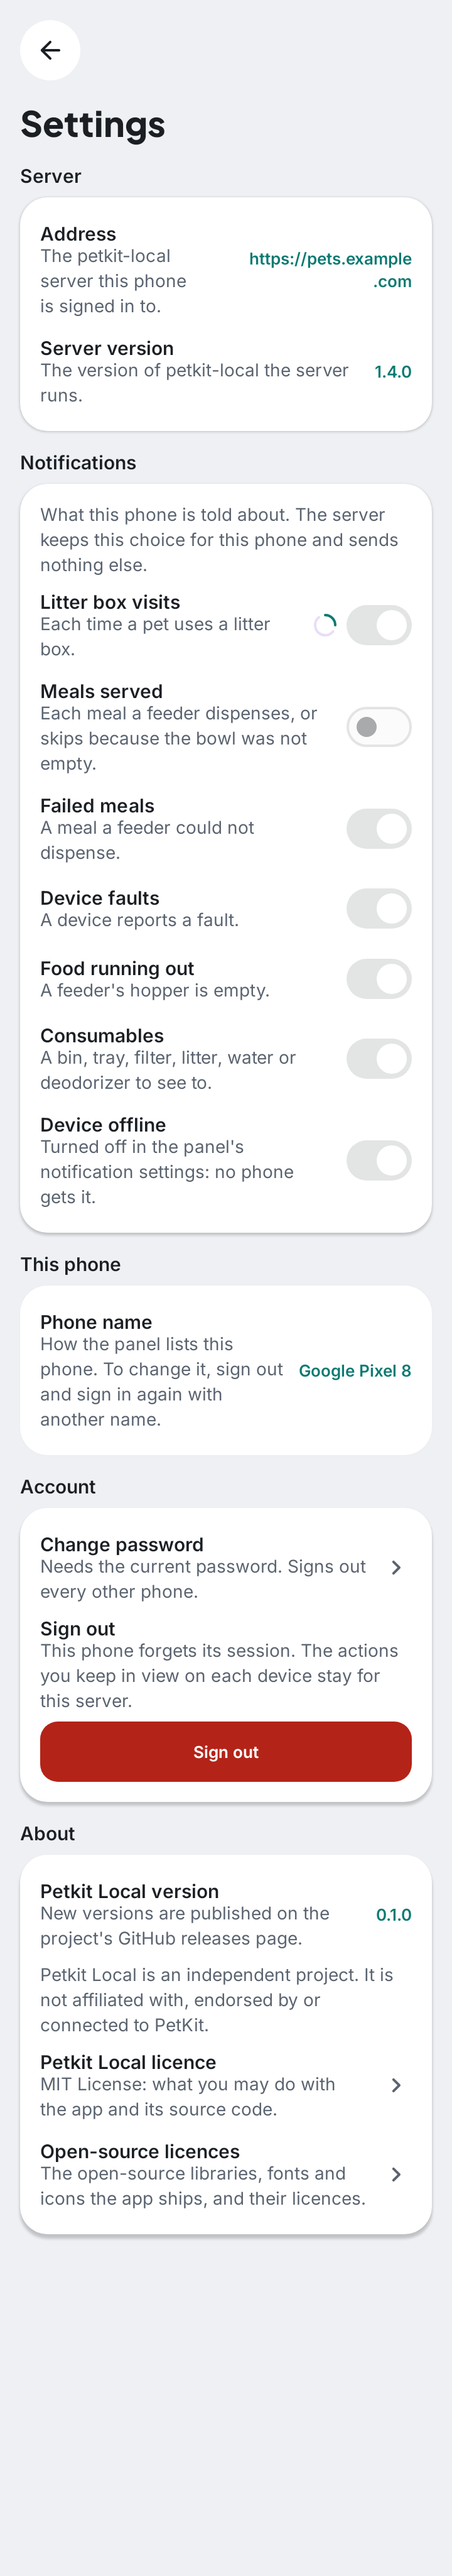 Settings
Server
Address
The petkit-local
server this phone
is signed in to.
https://pets.example
.com
Server version
The version of petkit-local the server
runs.
1.4.0
Notifications
What this phone is told about. The server
keeps this choice for this phone and sends
nothing else.
Litter box visits
Each time a pet uses a litter
box.
Meals served
Each meal a feeder dispenses, or
skips because the bowl was not
empty.
Failed meals
A meal a feeder could not
dispense.
Device faults
A device reports a fault.
Food running out
A feeder's hopper is empty.
Consumables
A bin, tray, filter, litter, water or
deodorizer to see to.
Device offline
Turned off in the panel's
notification settings: no phone
gets it.
This phone
Phone name
How the panel lists this
phone. To change it, sign out
and sign in again with
another name.
Google Pixel 8
Account
Change password
Needs the current password. Signs out
every other phone.
Sign out
This phone forgets its session. The actions
you keep in view on each device stay for
this server.
Sign out
About
Petkit Local version
New versions are published on the
project's GitHub releases page.
0.1.0
Petkit Local is an independent project. It is
not affiliated with, endorsed by or
connected to PetKit.
Petkit Local licence
MIT License: what you may do with
the app and its source code.
Open-source licences
The open-source libraries, fonts and
icons the app ships, and their licences.